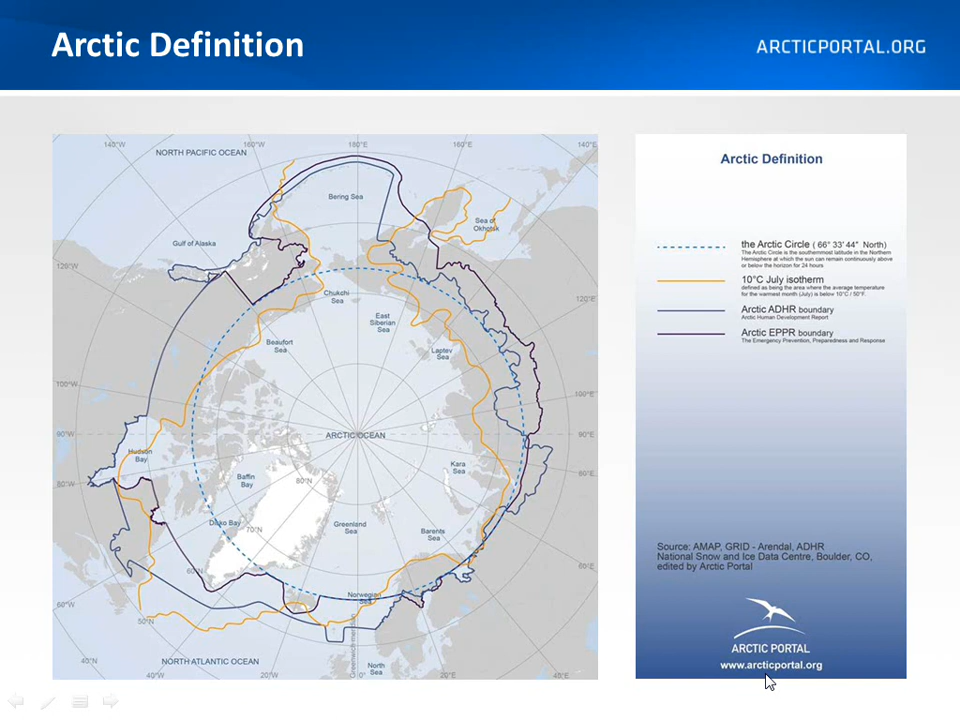 Arctic Definition
ARCTICPORTAL.ORG
140°W
160°W
180°E
160°E
140°E
NORTH PACIFIC OCEAN
Bering Sea
Sea of
Okhotsk
Gulf of Alaska
120°W
120°E
Chukchi
Sea
East
Siberian
Sea
Beaufort
Sea
Laptev
Sea
100°W
100°E
90°W
ARCTIC OCEAN
90°E
Hudson
Bay
Kara
Sea
80°W
Baffin
Bay
80°N
80°E
Disko Bay
70°N
Greenland
Sea
Barents
Sea
60°N
60°E
Norwegian
Sea
60°W
50°N
40°N
NORTH ATLANTIC OCEAN
North
Sea
40°W
20°W
0°
20°E
40°E
Arctic Definition
the Arctic Circle ( 66° 33' 44" North)
The Arctic Circle is the southernmost latitude in the Northern
Hemisphere at which the sun can remain continuously above
or below the horizon for 24 hours
10°C July isotherm
defined as being the area where the average temperature
for the warmest month (July) is below 10°C / 50°F.
Arctic ADHR boundary
Arctic Human Development Report
Arctic EPPR boundary
The Emergency Prevention, Preparedness and Response
Source: AMAP, GRID - Arendal, ADHR
National Snow and Ice Data Centre, Boulder, CO,
edited by Arctic Portal
ARCTIC PORTAL
www.arcticportal.org